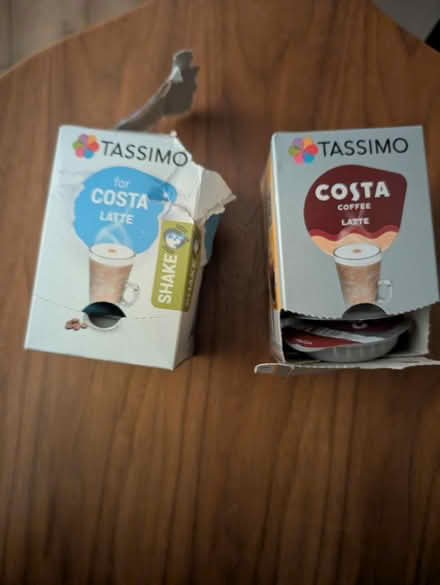 TASSIMO
for
COSTA
LATTE
SHAKE
TASSIMO
COSTA
COFFEE
LATTE